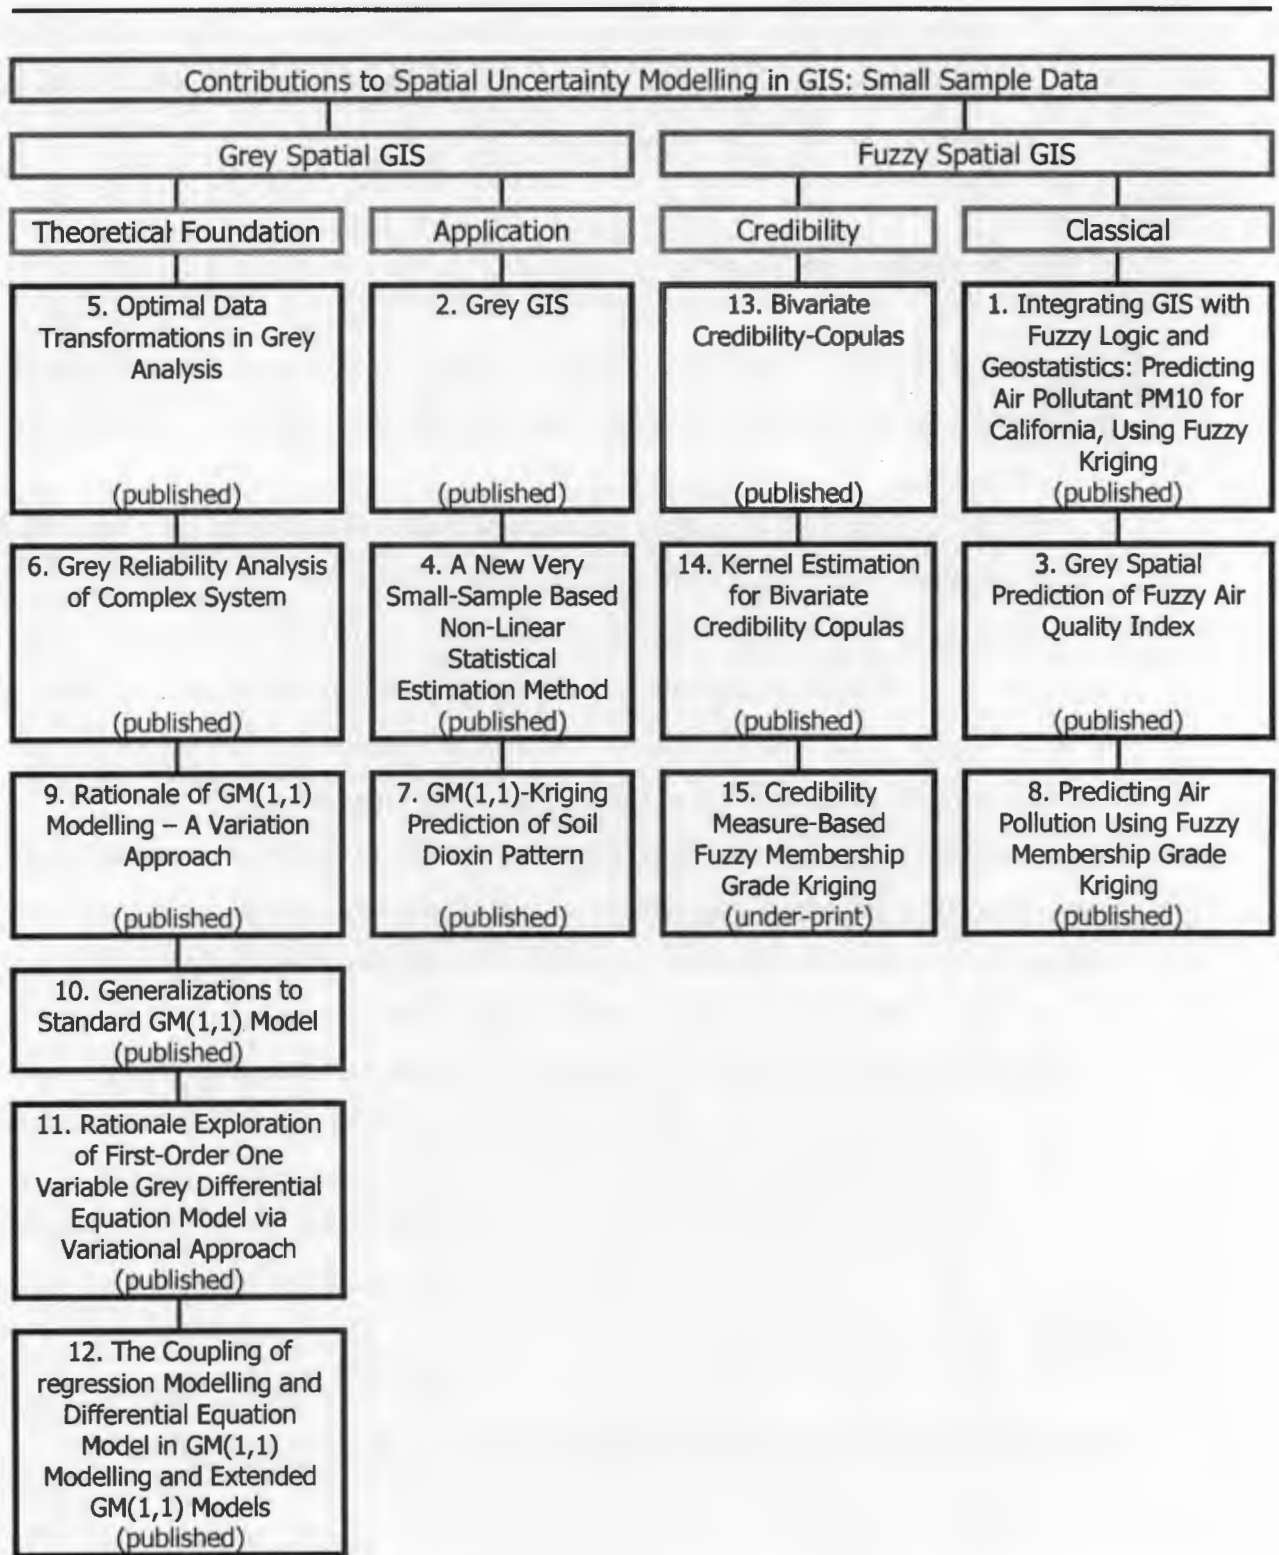 Contributions to Spatial Uncertainty Modelling in GIS: Small Sample Data
Grey Spatial GIS
Fuzzy Spatial GIS
Theoretical Foundation
Application
Credibility
Classical
5. Optimal Data
Transformations in Grey
Analysis
(published)
2. Grey GIS
(published)
13. Bivariate
Credibility-Copulas
(published)
1. Integrating GIS with
Fuzzy Logic and
Geostatistics: Predicting
Air Pollutant PM10 for
California, Using Fuzzy
Kriging
(published)
6. Grey Reliability Analysis
of Complex System
(published)
4. A New Very
Small-Sample Based
Non-Linear
Statistical
Estimation Method
(published)
14. Kernel Estimation
for Bivariate
Credibility Copulas
(published)
3. Grey Spatial
Prediction of Fuzzy Air
Quality Index
(published)
9. Rationale of GM(1,1)
Modelling – A Variation
Approach
(published)
7. GM(1,1)-Kriging
Prediction of Soil
Dioxin Pattern
(published)
15. Credibility
Measure-Based
Fuzzy Membership
Grade Kriging
(under-print)
8. Predicting Air
Pollution Using Fuzzy
Membership Grade
Kriging
(published)
10. Generalizations to
Standard GM(1,1) Model
(published)
11. Rationale Exploration
of First-Order One
Variable Grey Differential
Equation Model via
Variational Approach
(published)
12. The Coupling of
regression Modelling and
Differential Equation
Model in GM(1,1)
Modelling and Extended
GM(1,1) Models
(published)